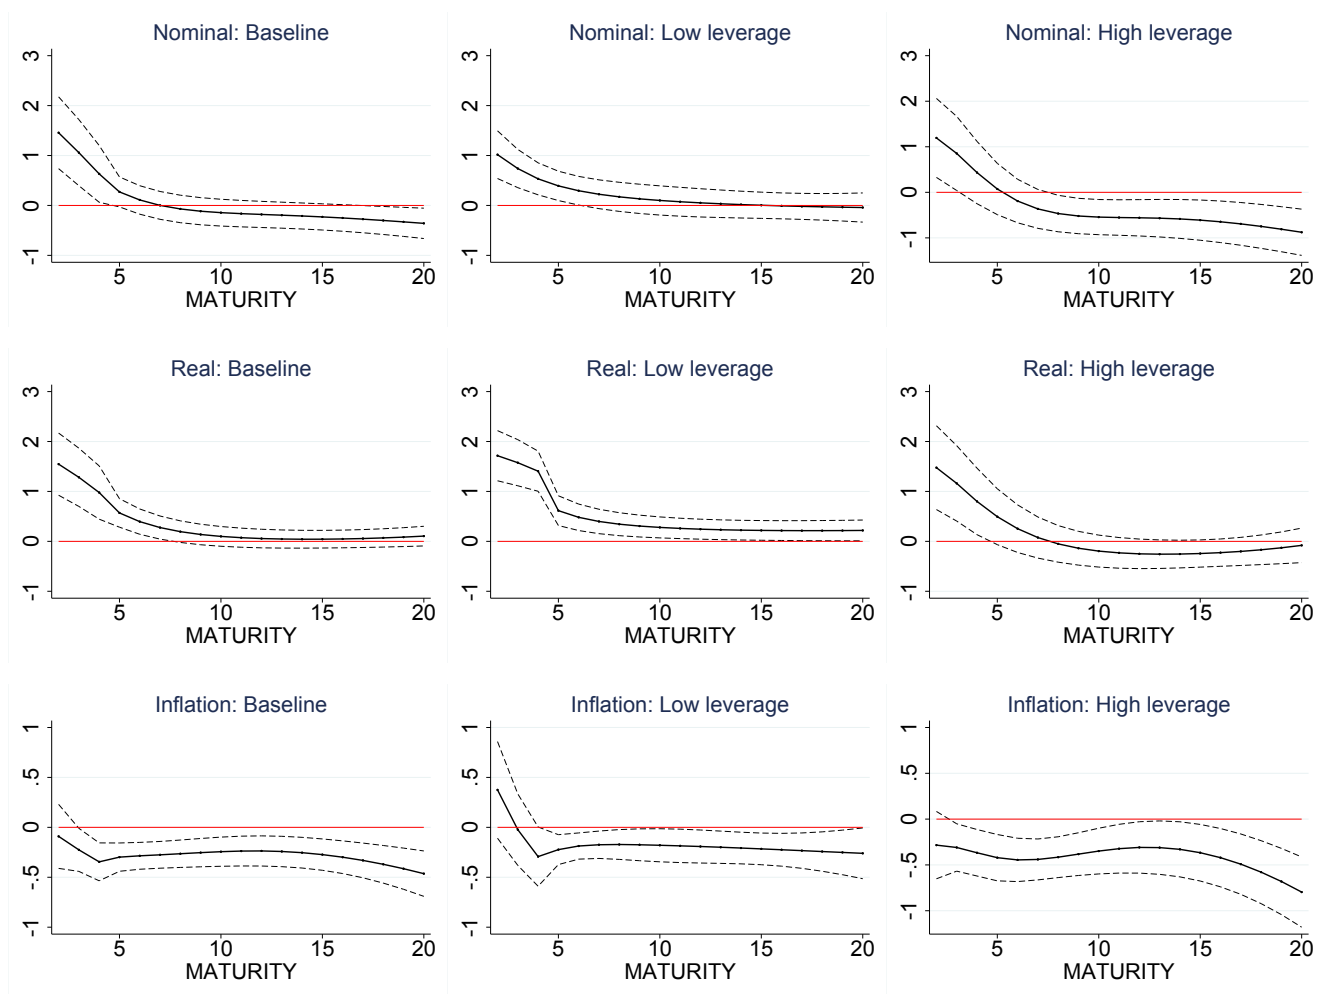 Nominal: Baseline
3
2
1
0
-1
5 10 15 20
MATURITY
Nominal: Low leverage
3
2
1
0
-1
5 10 15 20
MATURITY
Nominal: High leverage
3
2
1
0
-1
5 10 15 20
MATURITY
Real: Baseline
3
2
1
0
-1
5 10 15 20
MATURITY
Real: Low leverage
3
2
1
0
-1
5 10 15 20
MATURITY
Real: High leverage
3
2
1
0
-1
5 10 15 20
MATURITY
Inflation: Baseline
1
.5
0
-.5
-1
5 10 15 20
MATURITY
Inflation: Low leverage
1
.5
0
-.5
-1
5 10 15 20
MATURITY
Inflation: High leverage
1
.5
0
-.5
-1
5 10 15 20
MATURITY